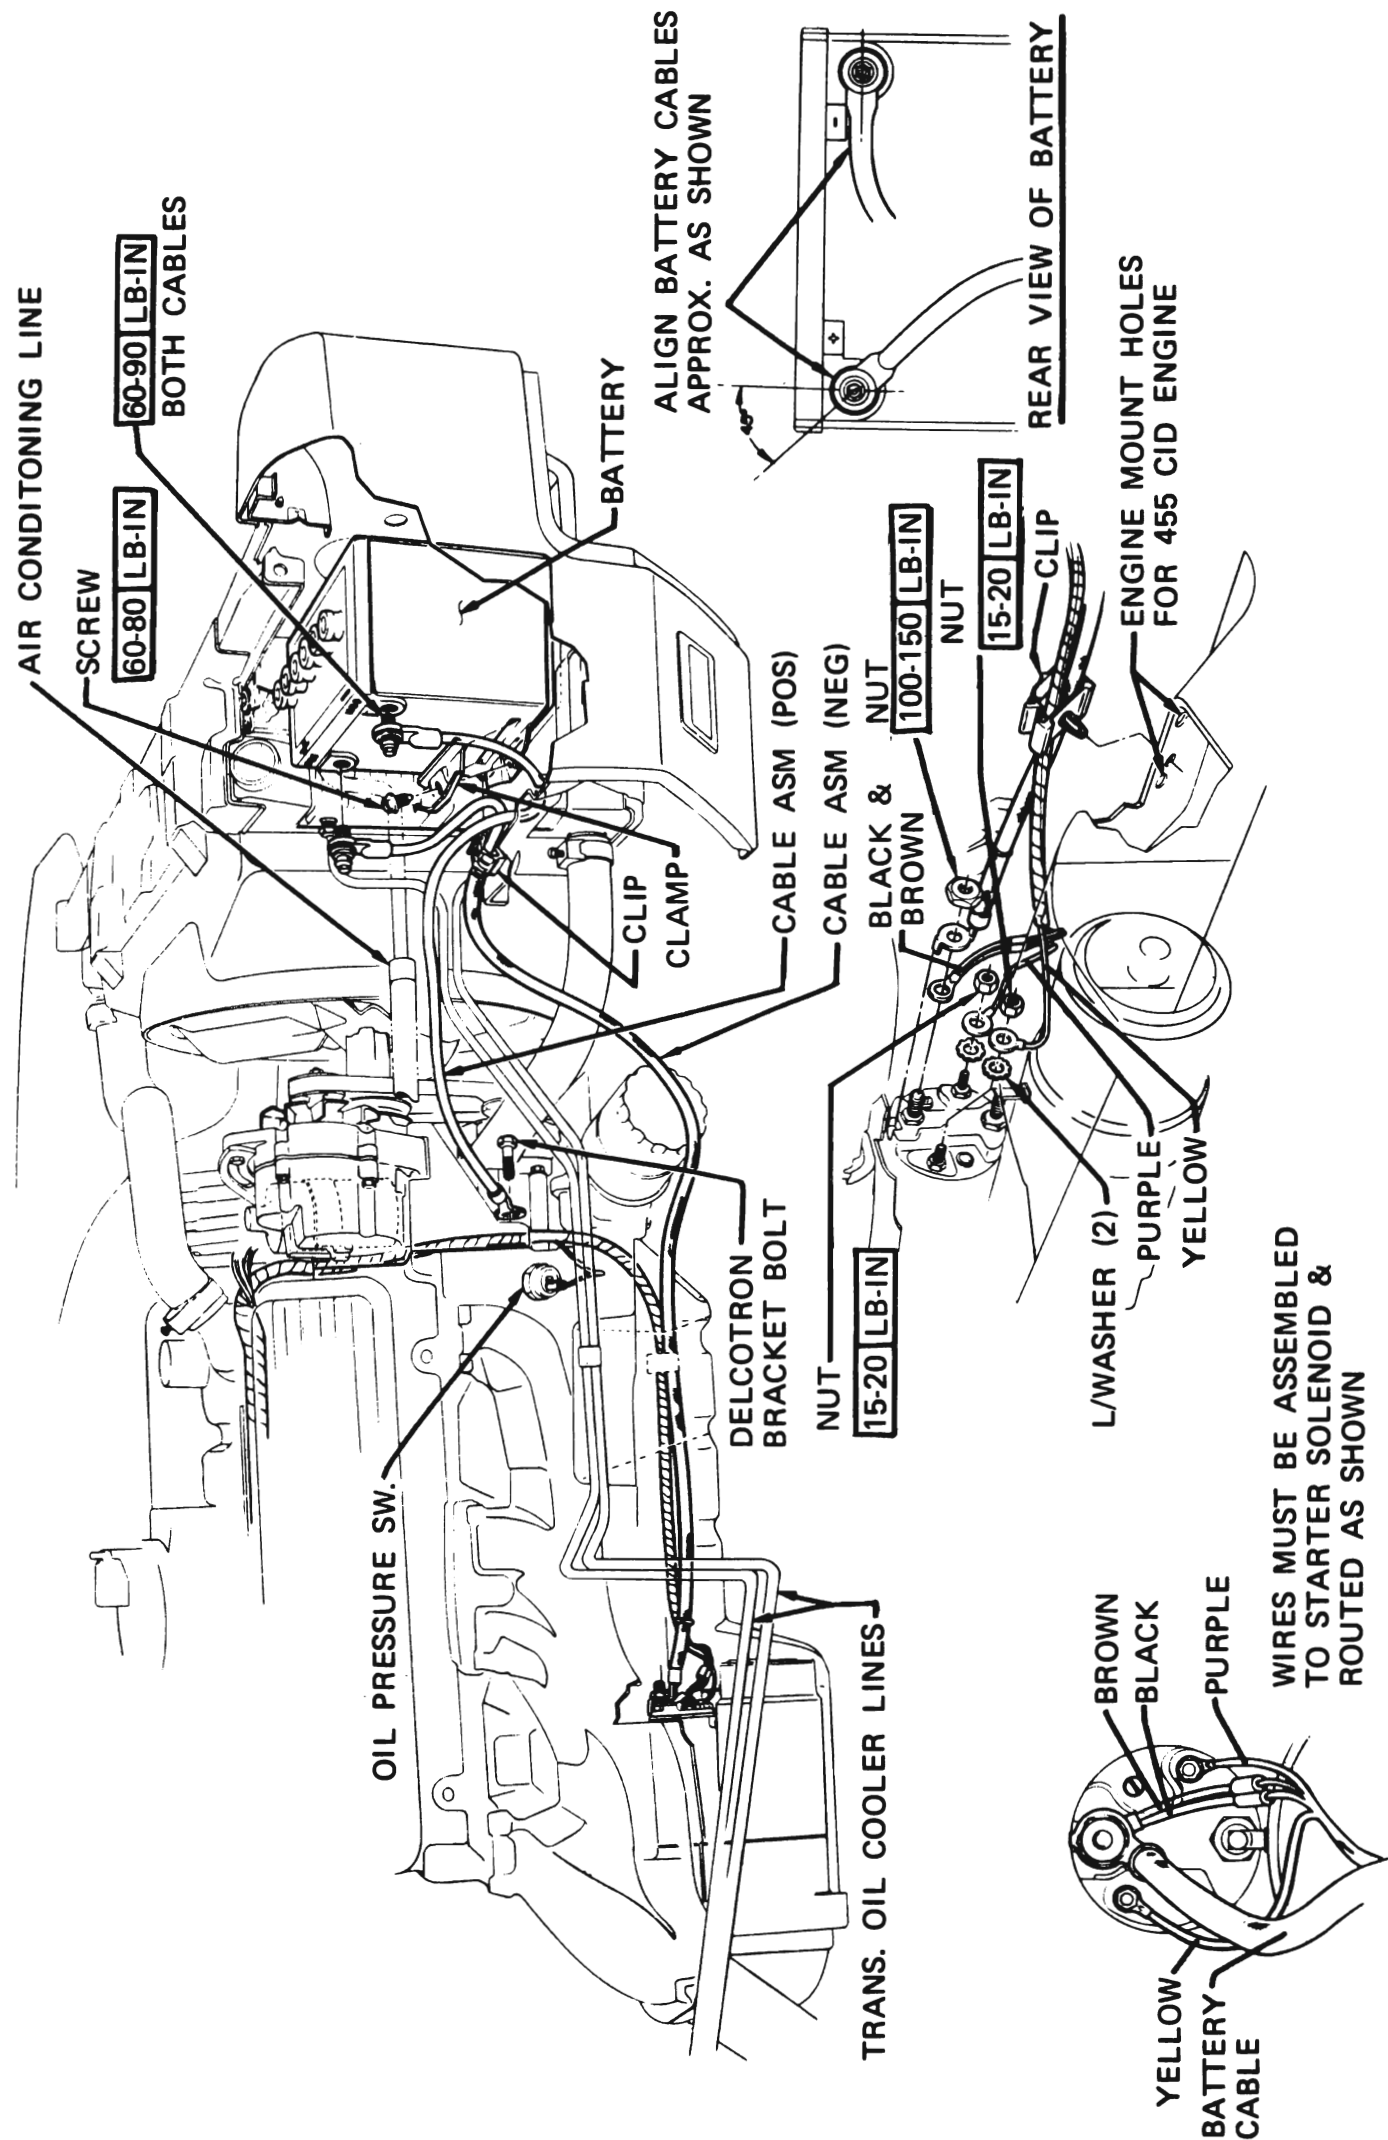 AIR CONDITONING LINE
SCREW
60-80 LB-IN
60-90 LB-IN
BOTH CABLES
BATTERY
ALIGN BATTERY CABLES
APPROX. AS SHOWN
-
+
45°
REAR VIEW OF BATTERY
CLIP
CLAMP
CABLE ASM (POS)
CABLE ASM (NEG)
BLACK &
BROWN
NUT
100-150 LB-IN
NUT
15-20 LB-IN
CLIP
ENGINE MOUNT HOLES
FOR 455 CID ENGINE
OIL PRESSURE SW.
DELCOTRON
BRACKET BOLT
NUT
15-20 LB-IN
L/WASHER (2)
PURPLE
YELLOW
TRANS. OIL COOLER LINES
BROWN
BLACK
PURPLE
YELLOW
BATTERY
CABLE
WIRES MUST BE ASSEMBLED
TO STARTER SOLENOID &
ROUTED AS SHOWN